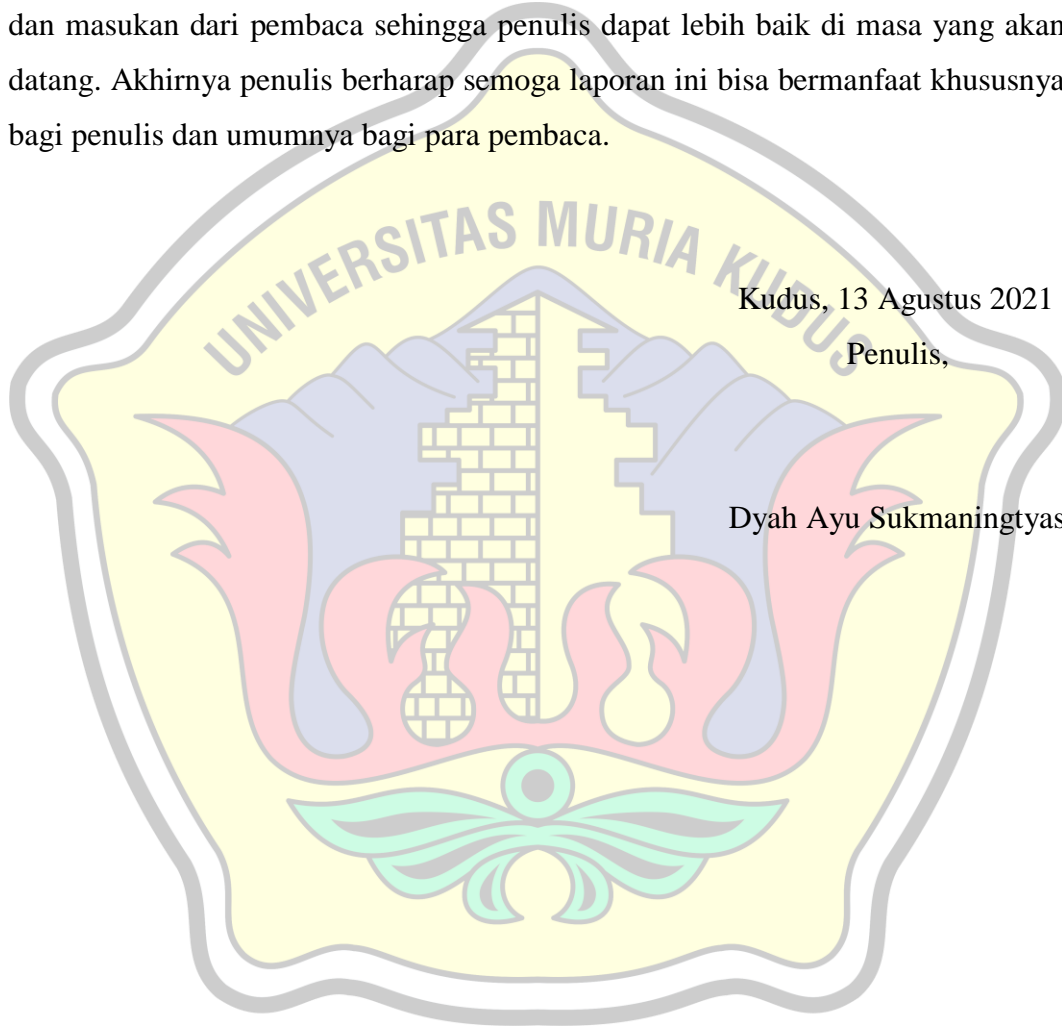 dan masukan dari pembaca sehingga penulis dapat lebih baik di masa yang akan
datang. Akhirnya penulis berharap semoga laporan ini bisa bermanfaat khususnya
bagi penulis dan umumnya bagi para pembaca.
UNIVERSITAS MURIA KUDUS
Kudus, 13 Agustus 2021
Penulis,
Dyah Ayu Sukmaningtyas